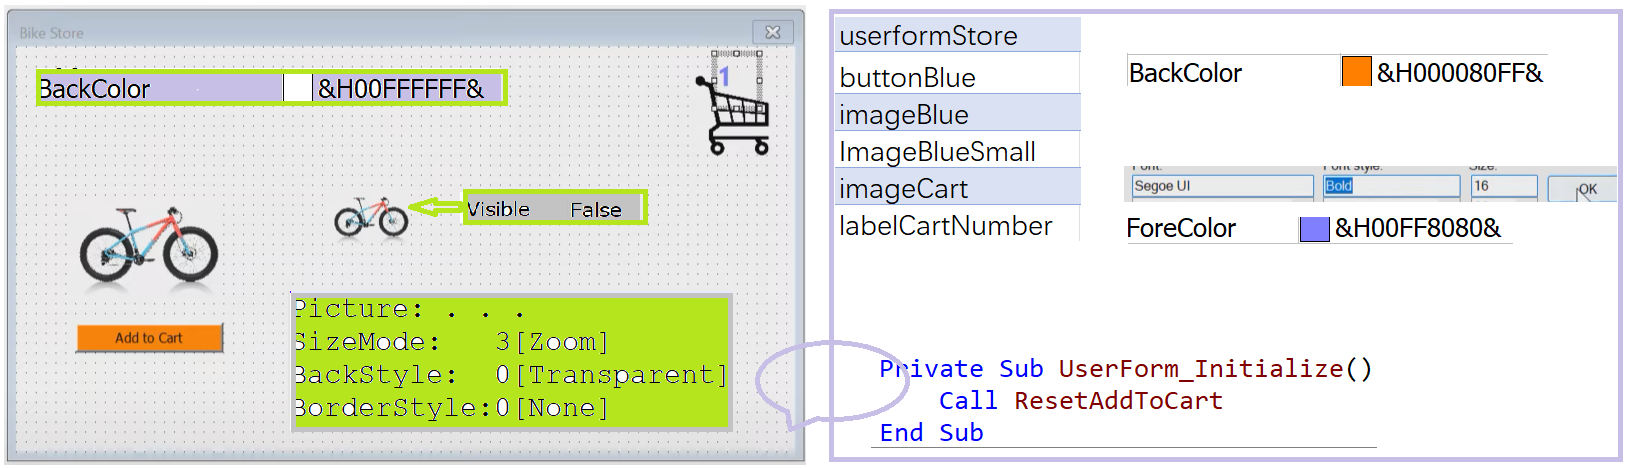 Bike Store
BackColor &H00FFFFFF&
1
Visible False
Add to Cart
Picture: . . .
SizeMode: 3[Zoom]
BackStyle: 0[Transparent]
BorderStyle:0[None]
userformStore
buttonBlue
imageBlue
ImageBlueSmall
imageCart
labelCartNumber
BackColor &H000080FF&
Font: Font style: Size:
Segoe UI Bold 16 OK
ForeColor &H00FF8080&
Private Sub UserForm_Initialize()
Call ResetAddToCart
End Sub